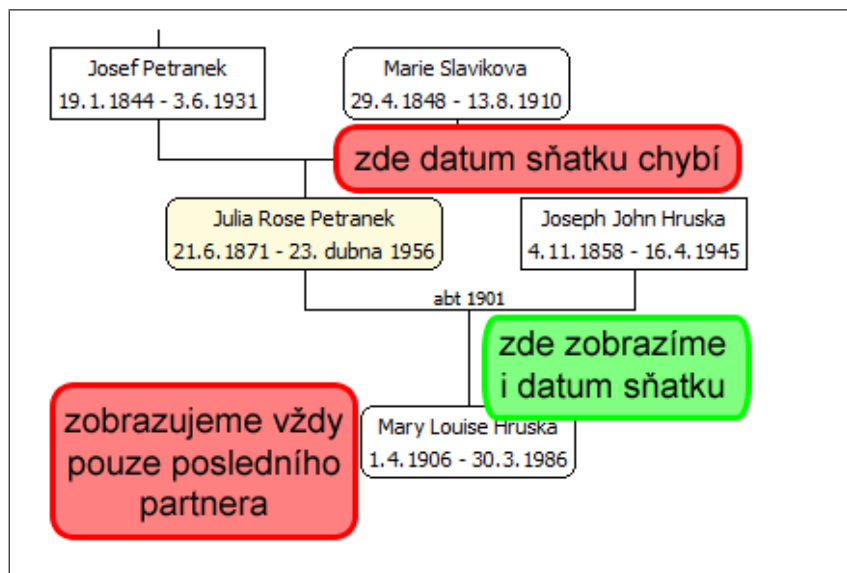 Josef Petranek
19.1.1844 - 3.6.1931
Marie Slavikova
29.4.1848 - 13.8.1910
zde datum sňatku chybí
Julia Rose Petranek
21.6.1871 - 23. dubna 1956
Joseph John Hruska
4.11.1858 - 16.4.1945
abt 1901
zde zobrazíme
i datum sňatku
zobrazujeme vždy
pouze posledního
partnera
Mary Louise Hruska
1.4.1906 - 30.3.1986